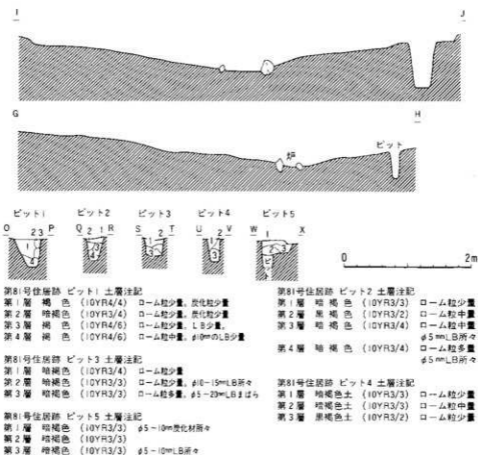 I J
G H
炉 ピット
ピット1 ピット2 ピット3 ピット4 ピット5
O 23 P Q 2 1 R S 2 T U 2 V W 1 X
0 2m
第81号住居跡 ピット1 土層注記
第1層 褐色 (10YR4/4) ローム粒少量、炭化粒少量
第2層 暗褐色 (10YR3/4) ローム粒少量、炭化粒少量
第3層 褐色 (10YR4/6) ローム粒少量、LB少量、
第4層 褐色 (10YR4/6) ローム粒中量、φ10mmのLB少量
第81号住居跡 ピット3 土層注記
第1層 暗褐色 (10YR3/4) ローム粒少量
第2層 暗褐色 (10YR3/3) ローム粒少量、φ10~15mmLB所々
第3層 暗褐色 (10YR3/3) ローム粒多量、φ5~20mmLBまばら
第81号住居跡 ピット5 土層注記
第1層 暗褐色 (10YR3/3) φ5~10mm炭化材所々
第2層 暗褐色 (10YR3/3)
第3層 暗褐色 (10YR3/3) φ5~10mmLB所々
第81号住居跡 ピット2 土層注記
第1層 暗褐色 (10YR3/3) ローム粒少量
第2層 黒褐色 (10YR3/2) ローム粒中量
第3層 暗褐色 (10YR3/4) ローム粒中量
φ5mmLB所々
第4層 暗褐色 (10YR3/4) ローム粒多量
φ5mmLB所々
第81号住居跡 ピット4 土層注記
第1層 暗褐色土 (10YR3/3) ローム粒少量
第2層 暗褐色土 (10YR3/3) ローム粒中量
第3層 黒褐色土 (10YR3/2) ローム粒少量